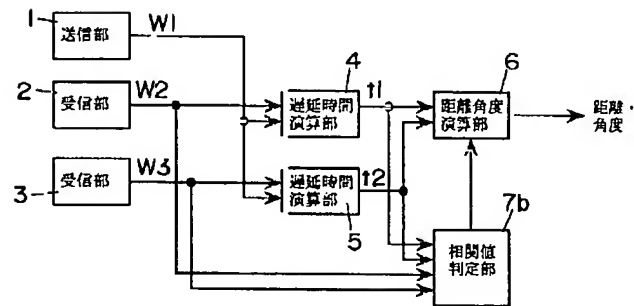 1
送信部
W1
2
受信部
W2
3
受信部
W3
4
遅延時間
演算部
t1
5
遅延時間
演算部
t2
6
距離角度
演算部
距離・
角度
7b
相関値
判定部